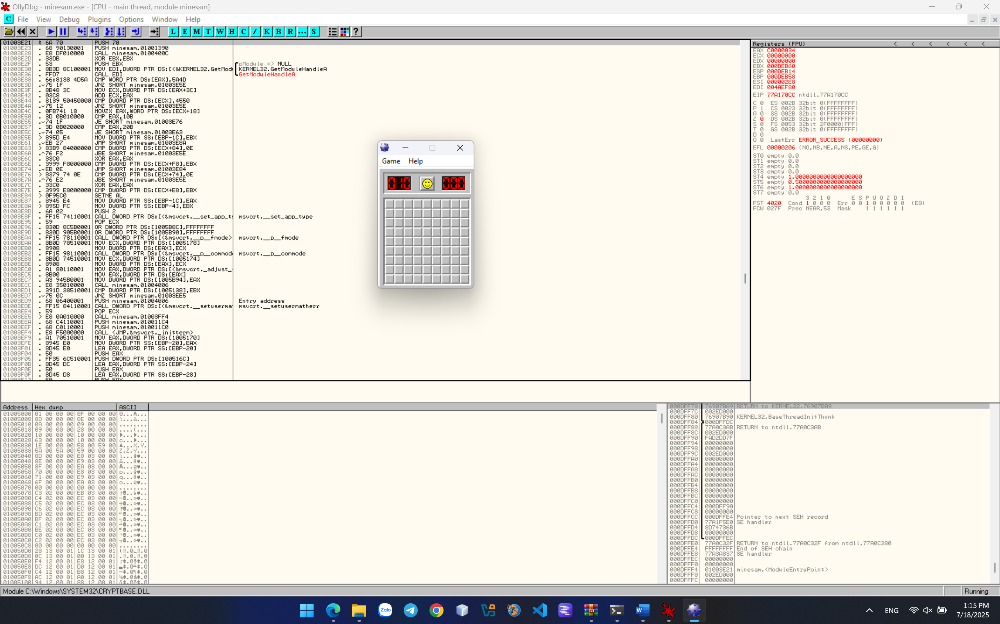 OllyDbg - minesam.exe - [CPU - main thread, module minesam]
C File View Debug Plugins Options Window Help
L E M T W H C / K B R ... S ?
01003E21 $ 6A 70 PUSH 70
01003E23 . 68 90130001 PUSH minesam.01001390
01003E28 . E8 DF010000 CALL minesam.0100400C
01003E2D . 33DB XOR EBX,EBX
01003E2F . 53 PUSH EBX pModule => NULL
01003E30 . 8B3D 8C100001 MOV EDI,DWORD PTR DS:[<&KERNEL32.GetModu KERNEL32.GetModuleHandleA
01003E36 . FFD7 CALL EDI GetModuleHandleA
01003E38 . 66:8138 4D5A CMP WORD PTR DS:[EAX],5A4D
01003E3D .v75 1F JNZ SHORT minesam.01003E5E
01003E3F . 8B48 3C MOV ECX,DWORD PTR DS:[EAX+3C]
01003E42 . 03C8 ADD ECX,EAX
01003E44 . 8139 50450000 CMP DWORD PTR DS:[ECX],4550
01003E4A .v75 12 JNZ SHORT minesam.01003E5E
01003E4C . 0FB741 18 MOVZX EAX,WORD PTR DS:[ECX+18]
01003E50 . 3D 0B010000 CMP EAX,10B
01003E55 .v74 1F JE SHORT minesam.01003E76
01003E57 . 3D 0B020000 CMP EAX,20B
01003E5C .v74 05 JE SHORT minesam.01003E63
01003E5E > 895D E4 MOV DWORD PTR SS:[EBP-1C],EBX
01003E61 .vEB 27 JMP SHORT minesam.01003E8A
01003E63 > 83B9 84000000 CMP DWORD PTR DS:[ECX+84],0E
01003E6A .^76 F2 JBE SHORT minesam.01003E5E
01003E6C . 33C0 XOR EAX,EAX
01003E6E . 3999 F8000000 CMP DWORD PTR DS:[ECX+F8],EBX
01003E74 .vEB 0E JMP SHORT minesam.01003E84
01003E76 > 8379 74 0E CMP DWORD PTR DS:[ECX+74],0E
01003E7A .^76 E2 JBE SHORT minesam.01003E5E
01003E7C . 33C0 XOR EAX,EAX
01003E7E . 3999 E8000000 CMP DWORD PTR DS:[ECX+E8],EBX
01003E84 > 0F95C0 SETNE AL
01003E87 . 8945 E4 MOV DWORD PTR SS:[EBP-1C],EAX
01003E8A > 895D FC MOV DWORD PTR SS:[EBP-4],EBX
01003E8D . 6A 02 PUSH 2
01003E8F . FF15 74110001 CALL DWORD PTR DS:[<&msvcrt.__set_app_ty msvcrt.__set_app_type
01003E95 . 59 POP ECX
01003E96 . 830D 8C5B0001 OR DWORD PTR DS:[1005B8C],FFFFFFFF
01003E9D . 830D 905B0001 OR DWORD PTR DS:[1005B90],FFFFFFFF
01003EA4 . FF15 78110001 CALL DWORD PTR DS:[<&msvcrt.__p__fmode> msvcrt.__p__fmode
01003EAA . 8B0D 78510001 MOV ECX,DWORD PTR DS:[1005178]
01003EB0 . 8908 MOV DWORD PTR DS:[EAX],ECX
01003EB2 . FF15 98110001 CALL DWORD PTR DS:[<&msvcrt.__p__commode msvcrt.__p__commode
01003EB8 . 8B0D 74510001 MOV ECX,DWORD PTR DS:[1005174]
01003EBE . 8908 MOV DWORD PTR DS:[EAX],ECX
01003EC0 . A1 80110001 MOV EAX,DWORD PTR DS:[<&msvcrt._adjust_
01003EC5 . 8B00 MOV EAX,DWORD PTR DS:[EAX]
01003EC7 . A3 945B0001 MOV DWORD PTR DS:[1005B94],EAX
01003ECC . E8 35010000 CALL minesam.01004006
01003ED1 . 391D 38510001 CMP DWORD PTR DS:[1005138],EBX
01003ED7 .v75 0C JNZ SHORT minesam.01003EE5
01003ED9 . 68 06400001 PUSH minesam.01004006 Entry address
01003EDE . FF15 84110001 CALL DWORD PTR DS:[<&msvcrt.__setusermat msvcrt.__setusermatherr
01003EE4 . 59 POP ECX
01003EE5 > E8 0A010000 CALL minesam.01003FF4
01003EEA . 68 C4110001 PUSH minesam.010011C4
01003EEF . 68 C0110001 PUSH minesam.010011C0
01003EF4 . E8 F5000000 CALL <JMP.&msvcrt._initterm>
01003EF9 . A1 70510001 MOV EAX,DWORD PTR DS:[1005170]
01003EFE . 8945 E0 MOV DWORD PTR SS:[EBP-20],EAX
01003F01 . 8D45 E0 LEA EAX,DWORD PTR SS:[EBP-20]
01003F04 . 50 PUSH EAX
01003F05 . FF35 6C510001 PUSH DWORD PTR DS:[100516C]
01003F0B . 8D45 DC LEA EAX,DWORD PTR SS:[EBP-24]
01003F0E . 50 PUSH EAX
01003F0F . 8D45 D8 LEA EAX,DWORD PTR SS:[EBP-28]
Game Help
Registers (FPU) < < < < < <
EAX C0000034
ECX 00000000
EDX 00000000
EBX 000DEB60
ESP 000DEB14
EBP 000DEB58
ESI 000002E8
EDI 004AEF80
EIP 77A170CC ntdll.77A170CC
C 0 ES 002B 32bit 0(FFFFFFFF)
P 1 CS 0023 32bit 0(FFFFFFFF)
A 0 SS 002B 32bit 0(FFFFFFFF)
Z 0 DS 002B 32bit 0(FFFFFFFF)
S 0 FS 0053 32bit 2F0000(FFF)
T 0 GS 002B 32bit 0(FFFFFFFF)
D 0
O 0 LastErr ERROR_SUCCESS (00000000)
EFL 00000206 (NO,NB,NE,A,NS,PE,GE,G)
ST0 empty 0.0
ST1 empty 0.0
ST2 empty 0.0
ST3 empty 0.0
ST4 empty 1.0000000000000000000
ST5 empty 0.5000000000000000000
ST6 empty 1.0000000000000000000
ST7 empty 0.0
3 2 1 0 E S P U O Z D I
FST 4020 Cond 1 0 0 0 Err 0 0 1 0 0 0 0 0 (EQ)
FCW 027F Prec NEAR,53 Mask 1 1 1 1 1 1
Address Hex dump ASCII
01005000 01 00 00 00 8F 00 00 00
01005008 8D 00 00 00 8E 00 00 00
01005010 0A 00 00 00 09 00 00 00 ........
01005018 09 00 00 00 28 00 00 00 ....(...
01005020 10 00 00 00 10 00 00 00
01005028 63 00 00 00 10 00 00 00
01005030 1E 00 00 00 58 00 59 00 ▲...X.Y.
01005038 5A 00 5A 00 59 00 00 00 Z.Z.Y...
01005040 8D 00 00 00 E8 03 00 00
01005048 8E 00 00 00 E9 03 00 00
01005050 8F 00 00 00 EA 03 00 00
01005058 70 00 00 00 E8 03 00 00
01005060 71 00 00 00 E9 03 00 00
01005068 6F 00 00 00 EA 03 00 00
01005070 00 00 00 00 00 00 00 00 ........
01005078 C3 02 00 00 EB 03 00 00
01005080 C4 02 00 00 EC 03 00 00
01005088 C5 02 00 00 EC 03 00 00
01005090 C6 02 00 00 EC 03 00 00
01005098 BD 02 00 00 EC 03 00 00
010050A0 BF 02 00 00 EC 03 00 00
010050A8 C1 02 00 00 EC 03 00 00
010050B0 BE 02 00 00 EC 03 00 00
010050B8 C0 02 00 00 EC 03 00 00
010050C0 C2 02 00 00 EC 03 00 00
010050C8 00 00 00 00 00 00 00 00 ........
010050D0 28 13 00 01 1C 13 00 01
010050D8 0C 13 00 01 00 13 00 01
010050E0 F4 12 00 01 E8 12 00 01
010050E8 DC 12 00 01 D0 12 00 01
010050F0 C4 12 00 01 B8 12 00 01
010050F8 AC 12 00 01 A0 12 00 01
01005100 94 12 00 01 88 12 00 01
000DFF78 76907BA9 RETURN to KERNEL32.76907BA9
000DFF7C 002ED000
000DFF80 76907B90 KERNEL32.BaseThreadInitThunk
000DFF84 000DFFDC
000DFF88 77A0C3AB RETURN to ntdll.77A0C3AB
000DFF8C 002ED000
000DFF90 FAD2DD7F
000DFF94 00000000
000DFF98 00000000
000DFF9C 002ED000
000DFFA0 00000000
000DFFA4 00000000
000DFFA8 00000000
000DFFAC 00000000
000DFFB0 00000000
000DFFB4 00000000
000DFFB8 00000000
000DFFBC 00000000
000DFFC0 00000000
000DFFC4 000DFF90
000DFFC8 00000000
000DFFCC 000DFFE4 Pointer to next SEH record
000DFFD0 77A1F5E0 SE handler
000DFFD4 8D74736B
000DFFD8 00000000
000DFFDC 000DFFEC
000DFFE0 77A0C32F RETURN to ntdll.77A0C32F from ntdll.77A0C380
000DFFE4 FFFFFFFF End of SEH chain
000DFFE8 77A3A837 SE handler
000DFFEC 00000000
000DFFF0 00000000
000DFFF4 01003E21 minesam.<ModuleEntryPoint>
000DFFF8 002ED000
000DFFFC 00000000
Module C:\Windows\SYSTEM32\CRYPTBASE.DLL Running
Zalo
ENG
1:15 PM
7/18/2025